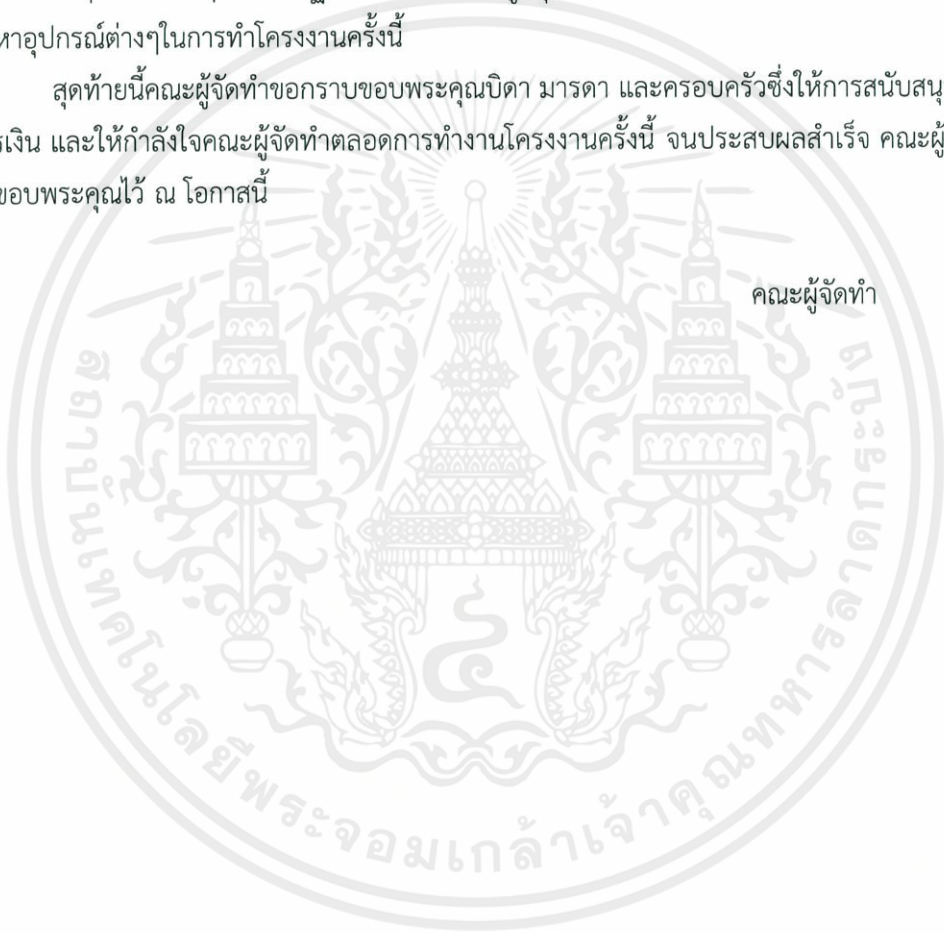 หาอุปกรณ์ต่างๆในการทำโครงงานครั้งนี้
สุดท้ายนี้คณะผู้จัดทำขอกราบขอบพระคุณบิดา มารดา และครอบครัวซึ่งให้การสนับสนุ
รเงิน และให้กำลังใจคณะผู้จัดทำตลอดการทำงานโครงงานครั้งนี้ จนประสบผลสำเร็จ คณะผู้
ขอบพระคุณไว้ ณ โอกาสนี้
คณะผู้จัดทำ
สถาบันเทคโนโลยีพระจอมเกล้าเจ้าคุณทหารลาดกระบัง